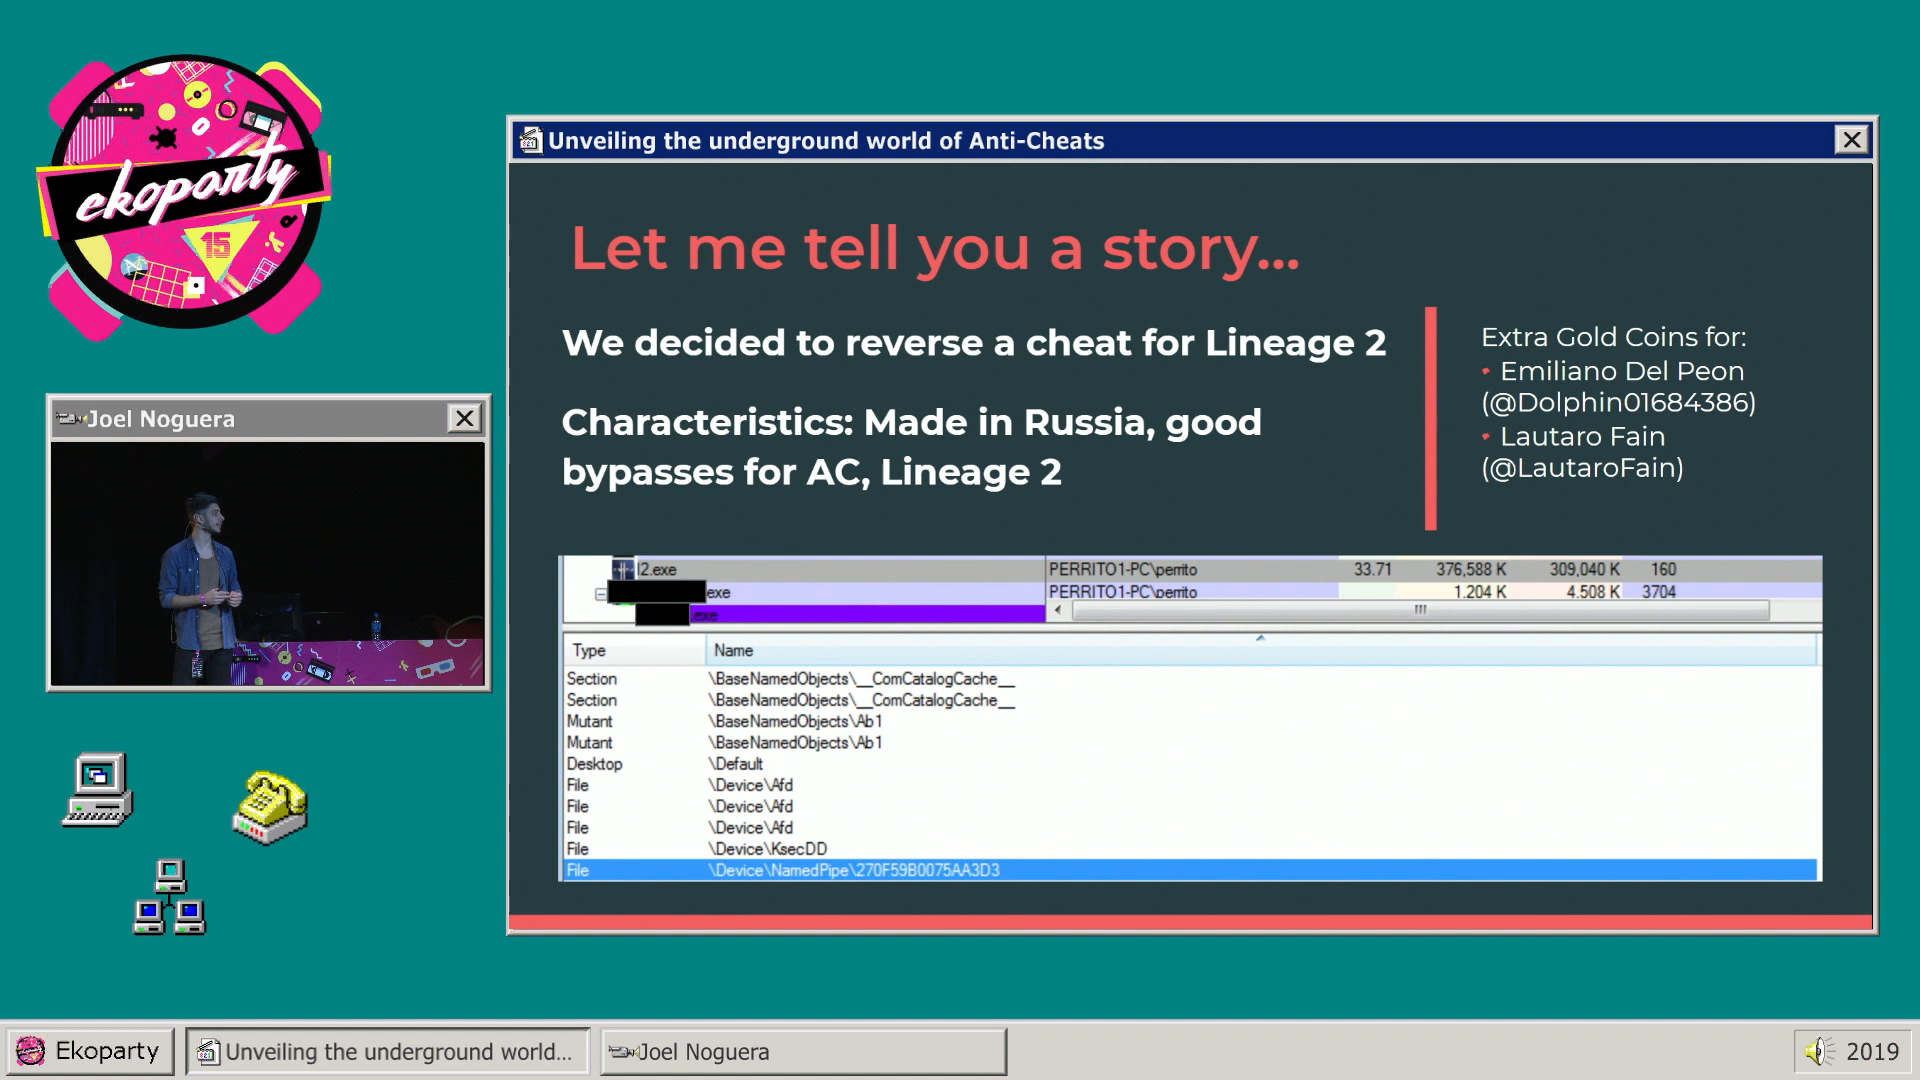 ekoparty
15
Joel Noguera
Unveiling the underground world of Anti-Cheats
Let me tell you a story...
We decided to reverse a cheat for Lineage 2
Characteristics: Made in Russia, good
bypasses for AC, Lineage 2
Extra Gold Coins for:
• Emiliano Del Peon
(@Dolphin01684386)
• Lautaro Fain
(@LautaroFain)
l2.exe PERRITO1-PC\perrito 33.71 376,588 K 309,040 K 160
exe PERRITO1-PC\perrito 1.204 K 4.508 K 3704
.exe
Type Name
Section \BaseNamedObjects\__ComCatalogCache__
Section \BaseNamedObjects\__ComCatalogCache__
Mutant \BaseNamedObjects\Ab1
Mutant \BaseNamedObjects\Ab1
Desktop \Default
File \Device\Afd
File \Device\Afd
File \Device\Afd
File \Device\KsecDD
File \Device\NamedPipe\270F59B0075AA3D3
Ekoparty
Unveiling the underground world...
Joel Noguera
2019